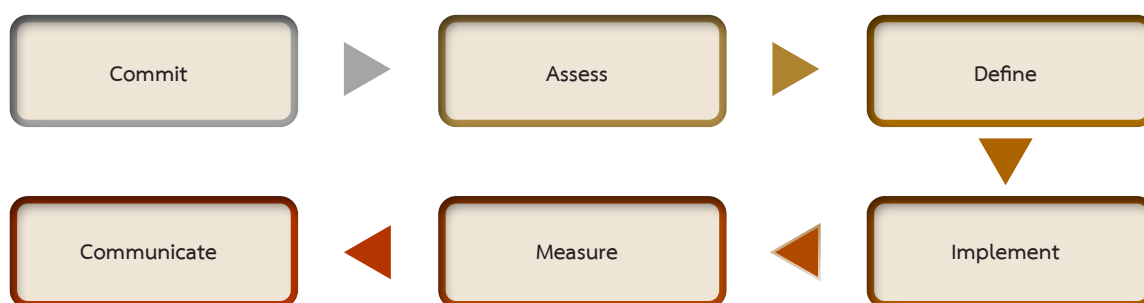 Commit
Assess
Define
Implement
Measure
Communicate